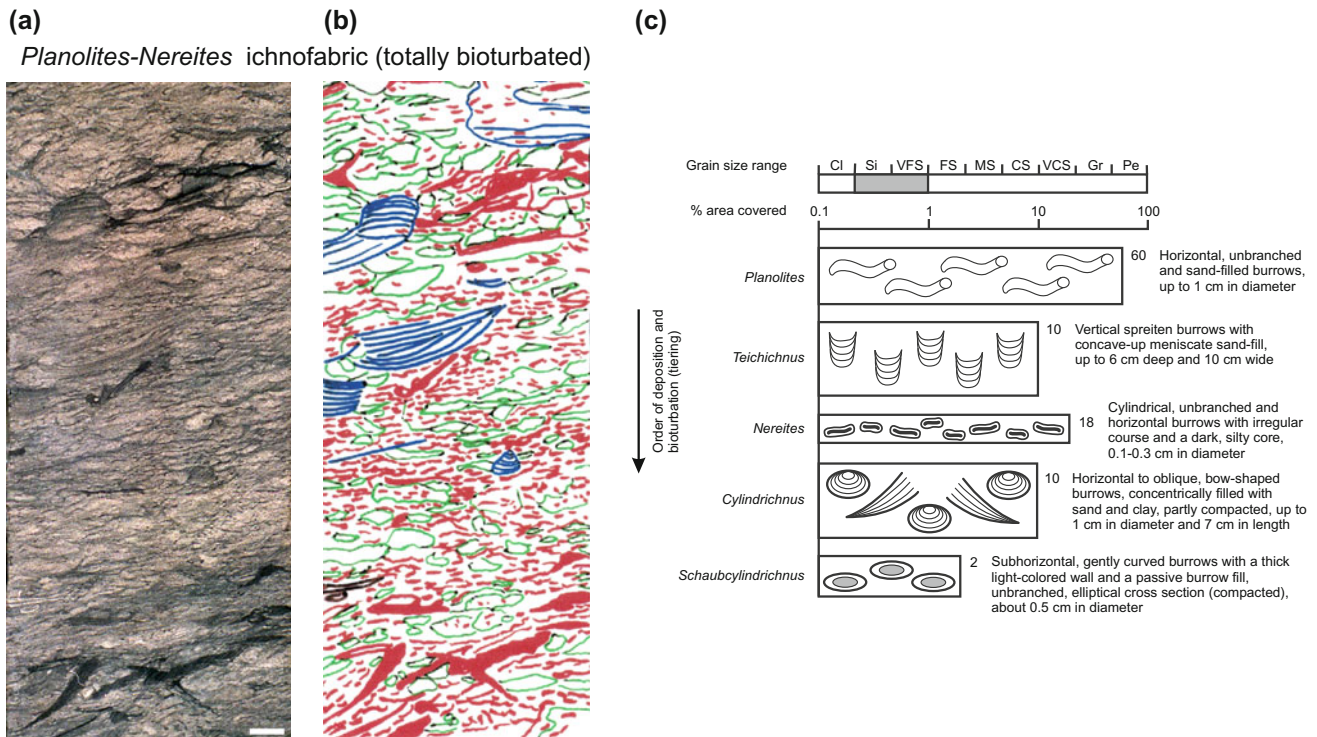 (a)
(b)
(c)
Planolites-Nereites ichnofabric (totally bioturbated)
Grain size range
Cl Si VFS FS MS CS VCS Gr Pe
% area covered
0.1 1 10 100
Order of deposition and
bioturbation (tiering)
Planolites
60 Horizontal, unbranched
and sand-filled burrows,
up to 1 cm in diameter
Teichichnus
10 Vertical spreiten burrows with
concave-up meniscate sand-fill,
up to 6 cm deep and 10 cm wide
Nereites
18 Cylindrical, unbranched and
horizontal burrows with irregular
course and a dark, silty core,
0.1-0.3 cm in diameter
Cylindrichnus
10 Horizontal to oblique, bow-shaped
burrows, concentrically filled with
sand and clay, partly compacted, up to
1 cm in diameter and 7 cm in length
Schaubcylindrichnus
2 Subhorizontal, gently curved burrows with a thick
light-colored wall and a passive burrow fill,
unbranched, elliptical cross section (compacted),
about 0.5 cm in diameter